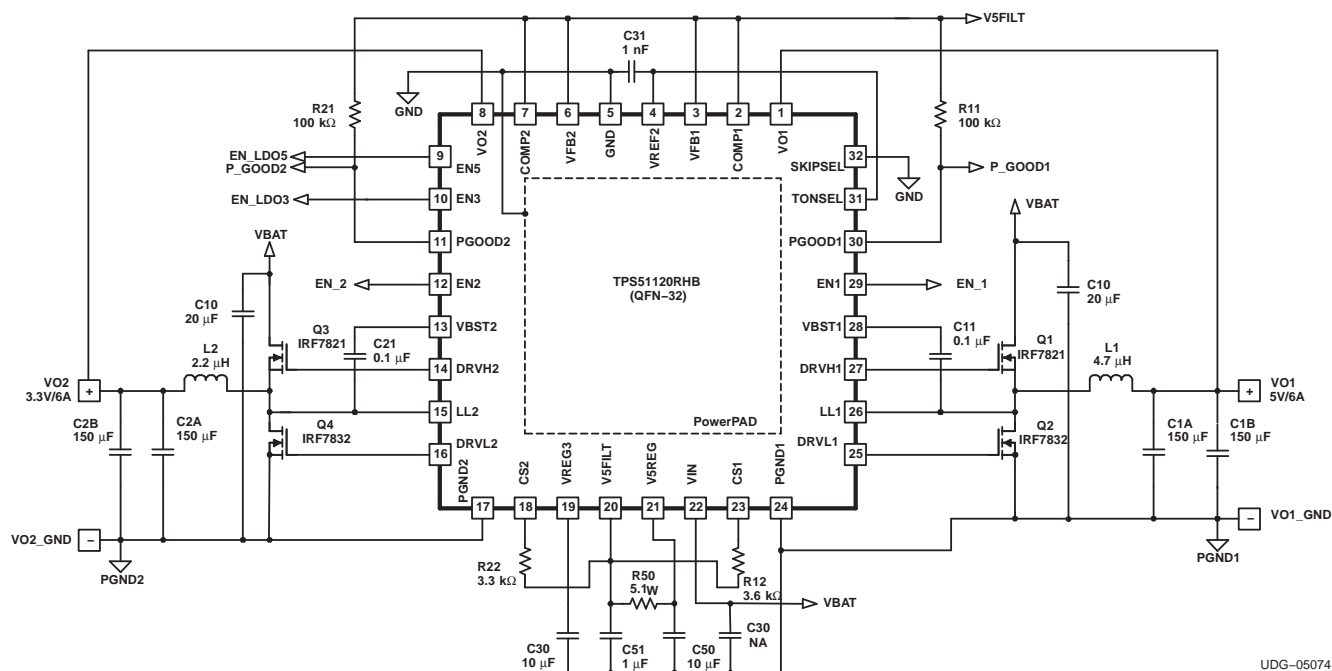 V5FILT
C31
1 nF
GND
R21
100 kΩ
R11
100 kΩ
8
7
6
5
4
3
2
1
VO2
COMP2
VFB2
GND
VREF2
VFB1
COMP1
VO1
EN_LDO5
9
EN5
SKIPSEL
32
P_GOOD2
P_GOOD1
EN_LDO3
10
EN3
TONSEL
31
GND
VBAT
11
PGOOD2
PGOOD1
30
VBAT
TPS51120RHB
(QFN−32)
EN_2
12
EN2
EN1
29
EN_1
C10
20 μF
C10
20 μF
13
VBST2
VBST1
28
Q3
IRF7821
C21
0.1 μF
C11
0.1 μF
Q1
IRF7821
L2
2.2 μH
14
DRVH2
DRVH1
27
L1
4.7 μH
VO2
3.3V/6A
+
+
VO1
5V/6A
15
LL2
LL1
26
C2B
150 μF
C2A
150 μF
Q4
IRF7832
PowerPAD
Q2
IRF7832
C1A
150 μF
C1B
150 μF
16
DRVL2
DRVL1
25
PGND2
CS2
VREG3
V5FILT
V5REG
VIN
CS1
PGND1
17
18
19
20
21
22
23
24
VO2_GND
−
−
VO1_GND
PGND2
PGND1
R22
3.3 kΩ
R50
5.1W
R12
3.6 kΩ
VBAT
C30
10 μF
C51
1 μF
C50
10 μF
C30
NA
UDG−05074